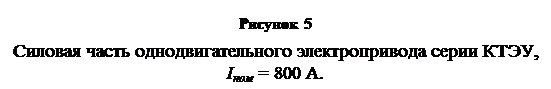 Рисунок 5
Силовая часть однодвигательного электропривода серии КТЭУ,
Iном = 800 А.